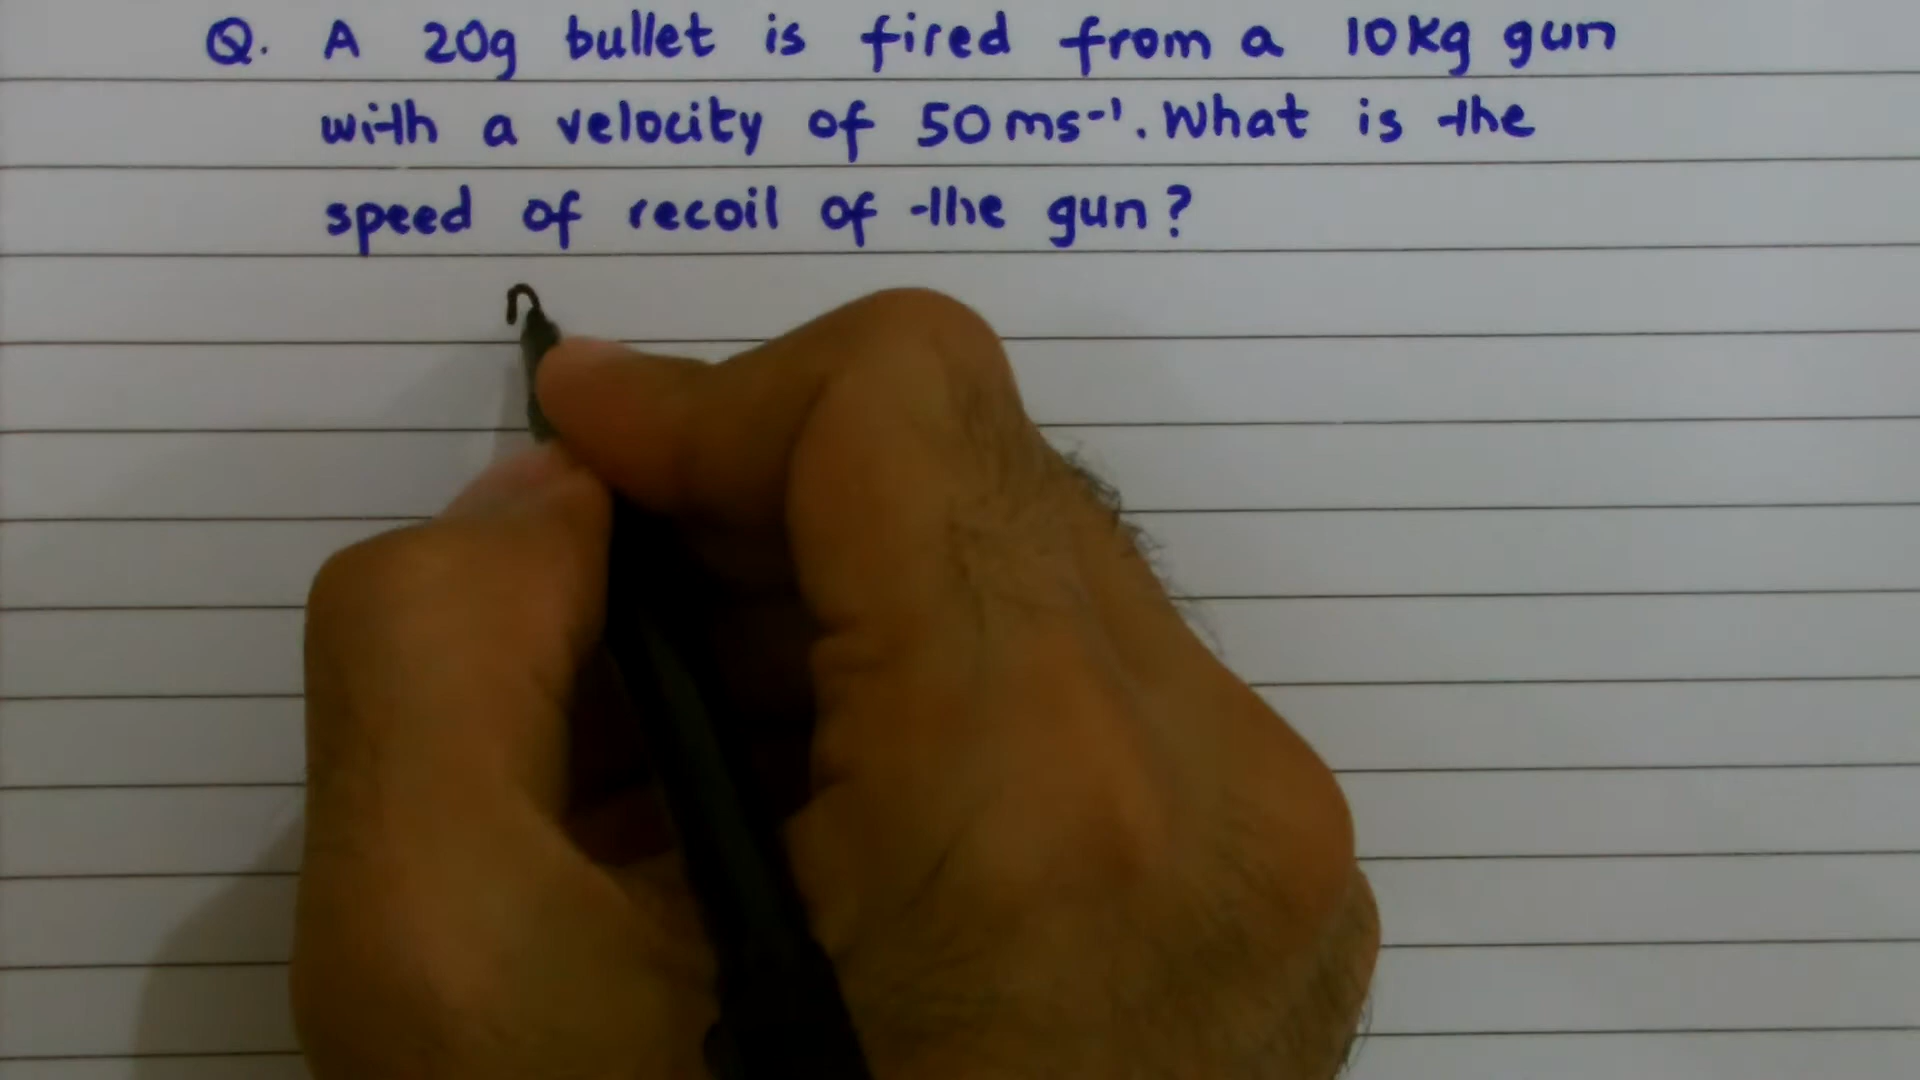 Q. A 20g bullet is fired from a 10kg gun
with a velocity of 50ms⁻¹. What is the
speed of recoil of the gun?